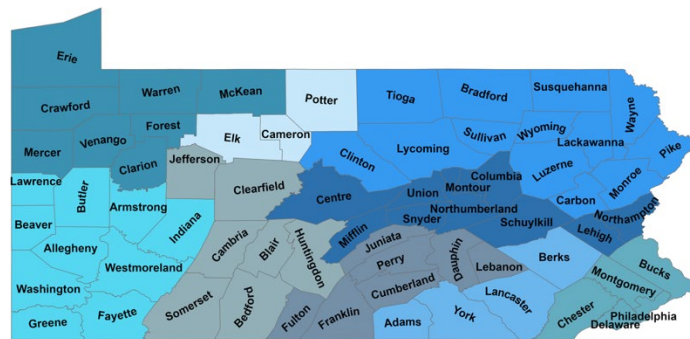 Erie
Warren
McKean
Potter
Tioga
Bradford
Susquehanna
Wayne
Crawford
Forest
Venango
Elk
Cameron
Sullivan
Wyoming
Lackawanna
Mercer
Clarion
Jefferson
Clinton
Lycoming
Luzerne
Pike
Lawrence
Butler
Armstrong
Clearfield
Centre
Union
Montour
Columbia
Carbon
Monroe
Beaver
Indiana
Snyder
Northumberland
Schuylkill
Northampton
Lehigh
Allegheny
Westmoreland
Cambria
Blair
Huntingdon
Mifflin
Juniata
Perry
Dauphin
Lebanon
Berks
Bucks
Montgomery
Washington
Somerset
Bedford
Fulton
Franklin
Cumberland
Adams
York
Lancaster
Chester
Delaware
Philadelphia
Greene
Fayette